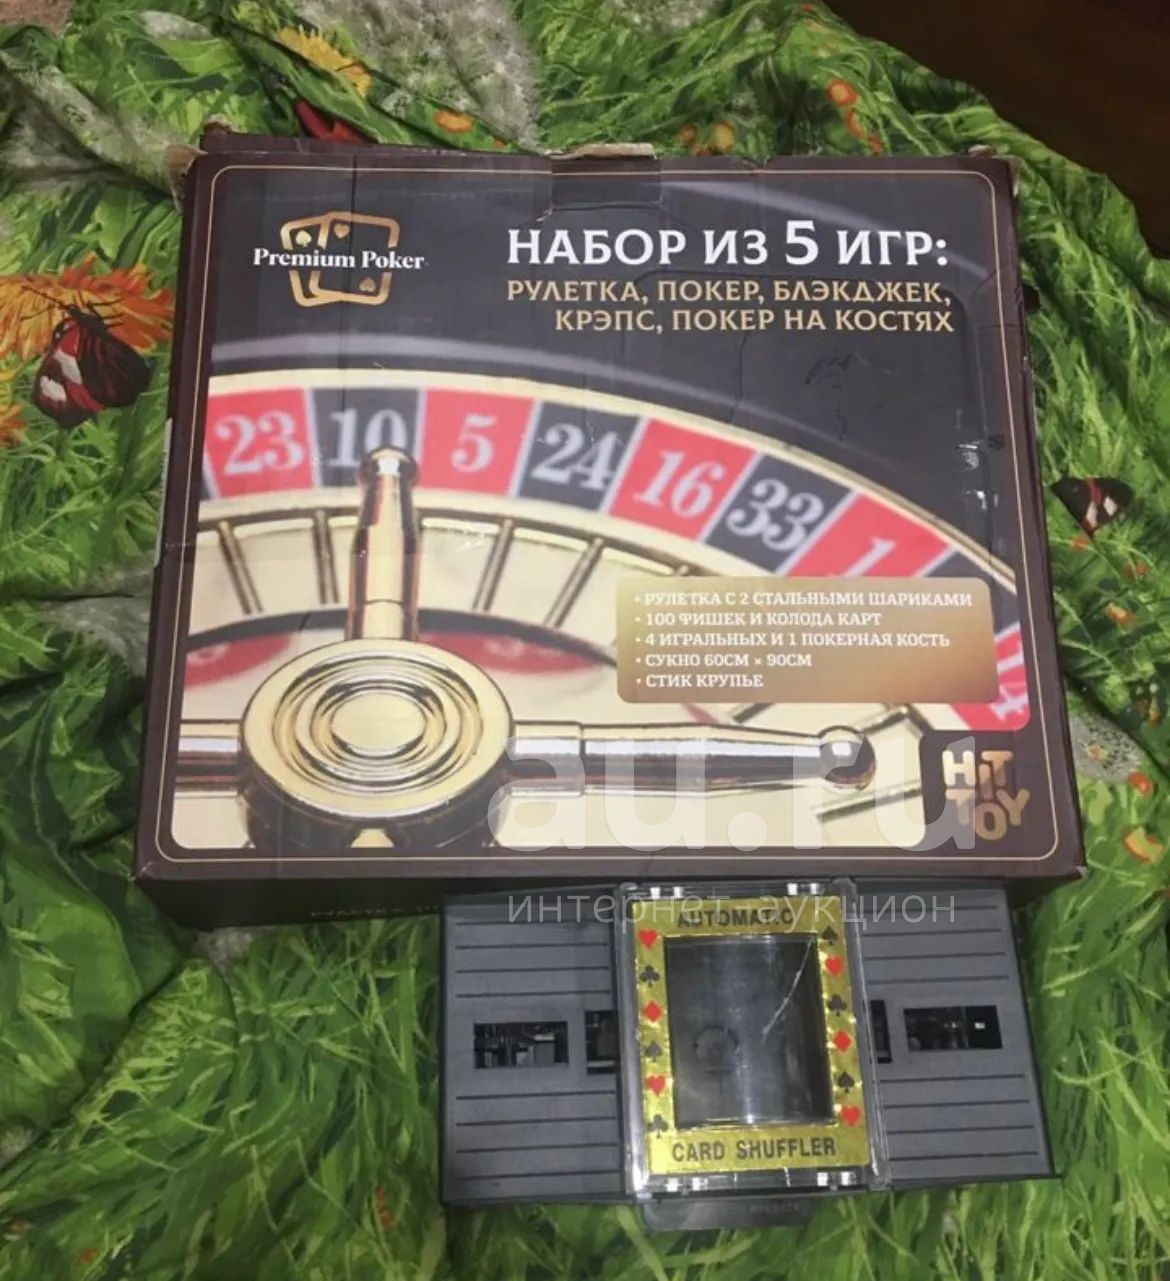 Premium Poker
НАБОР ИЗ 5 ИГР:
РУЛЕТКА, ПОКЕР, БЛЭКДЖЕК,
КРЭПС, ПОКЕР НА КОСТЯХ
23 10 5 24 16 33 1
• РУЛЕТКА С 2 СТАЛЬНЫМИ ШАРИКАМИ
• 100 ФИШЕК И КОЛОДА КАРТ
• 4 ИГРАЛЬНЫХ И 1 ПОКЕРНАЯ КОСТЬ
• СУКНО 60СМ × 90СМ
• СТИК КРУПЬЕ
au.ru
HIT
TOY
интернет-аукцион
AUTOMATIC
CARD SHUFFLER